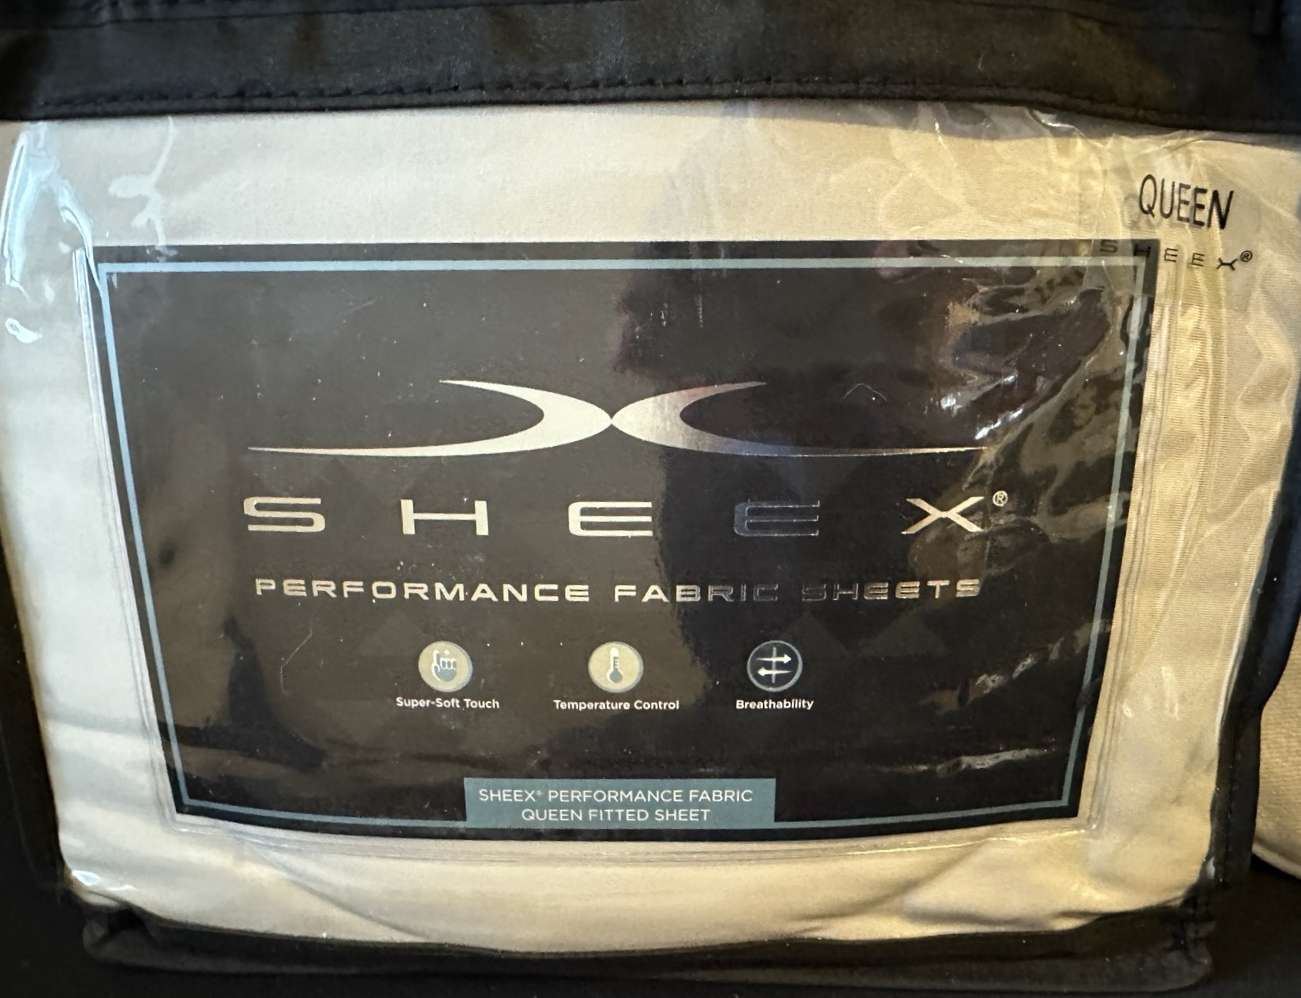 QUEEN
SHEEX®
SHEEX®
PERFORMANCE FABRIC SHEETS
Super-Soft Touch
Temperature Control
Breathability
SHEEX® PERFORMANCE FABRIC
QUEEN FITTED SHEET